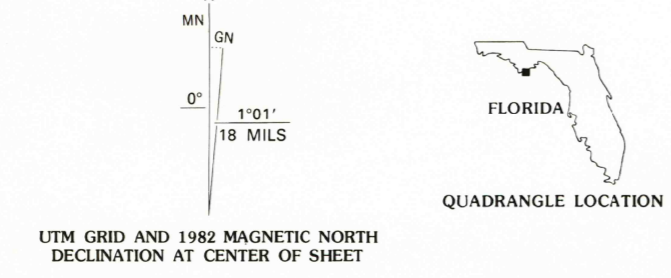 MN
GN
0°
1°01′
18 MILS
UTM GRID AND 1982 MAGNETIC NORTH
DECLINATION AT CENTER OF SHEET
FLORIDA
QUADRANGLE LOCATION